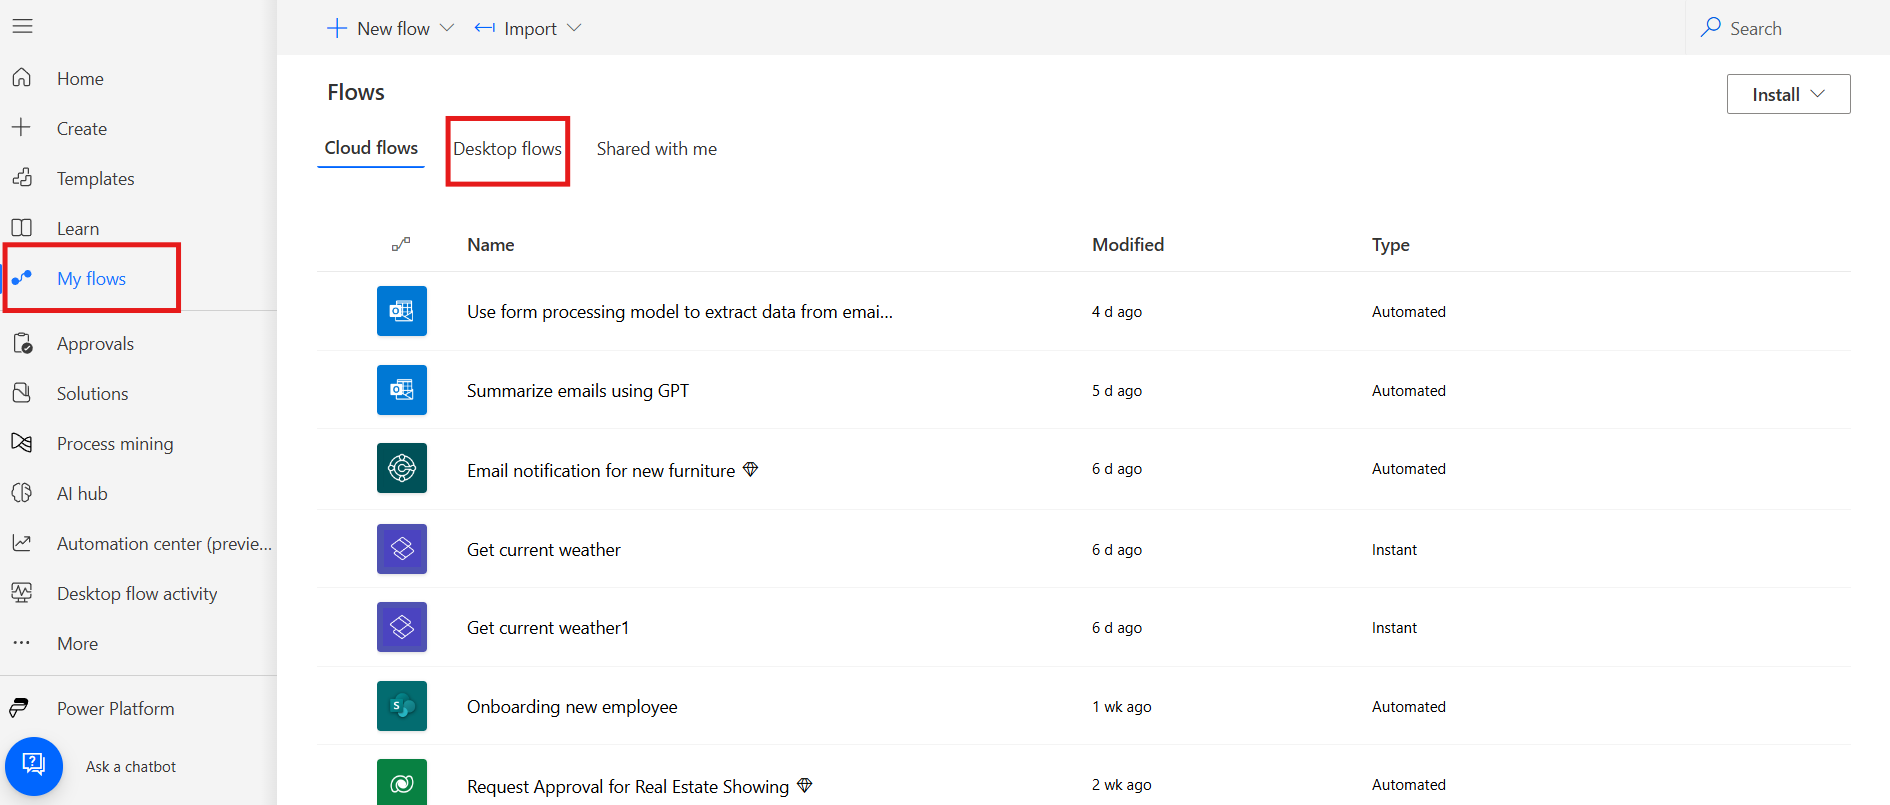 New flow
Import
Search
Home
Create
Templates
Learn
My flows
Approvals
Solutions
Process mining
AI hub
Automation center (previe...
Desktop flow activity
More
Power Platform
Ask a chatbot
Flows
Install
Cloud flows Desktop flows Shared with me
Name Modified Type
Use form processing model to extract data from emai... 4 d ago Automated
Summarize emails using GPT 5 d ago Automated
Email notification for new furniture 6 d ago Automated
Get current weather 6 d ago Instant
Get current weather1 6 d ago Instant
S Onboarding new employee 1 wk ago Automated
Request Approval for Real Estate Showing 2 wk ago Automated